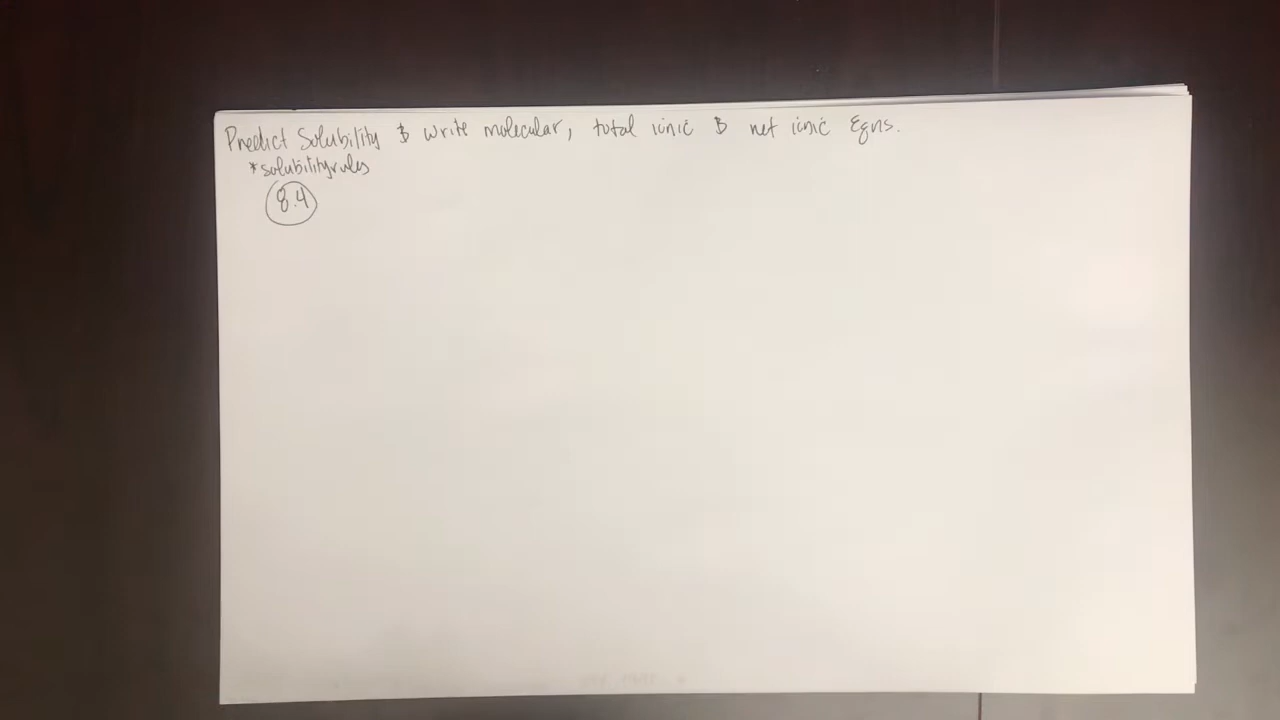 Predict Solubility & write molecular, total ionic & net ionic Eqns.
*solubility rules
8.4